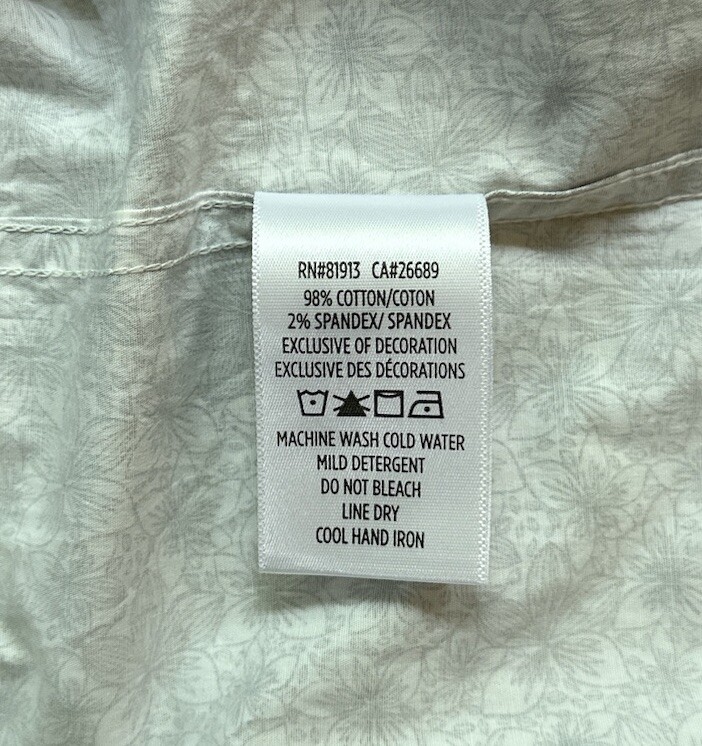 RN#81913 CA#26689
98% COTTON/COTON
2% SPANDEX/ SPANDEX
EXCLUSIVE OF DECORATION
EXCLUSIVE DES DÉCORATIONS
MACHINE WASH COLD WATER
MILD DETERGENT
DO NOT BLEACH
LINE DRY
COOL HAND IRON